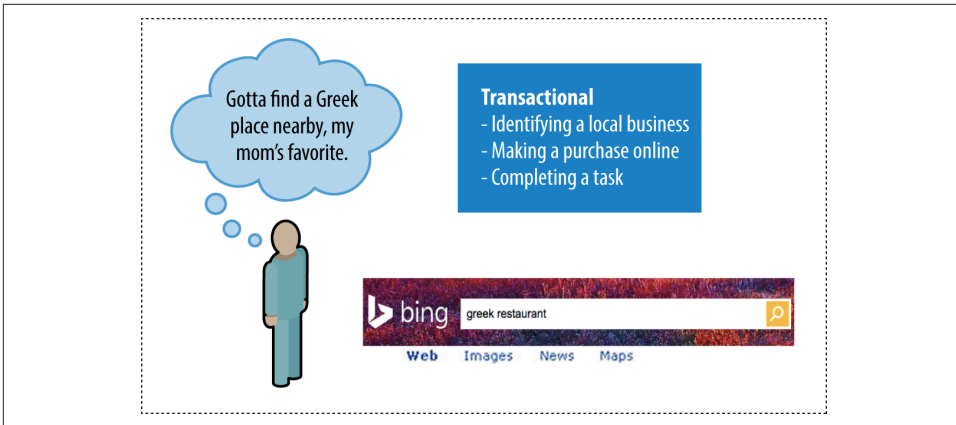 Gotta find a Greek
place nearby, my
mom's favorite.
Transactional
- Identifying a local business
- Making a purchase online
- Completing a task
bing
greek restaurant
Web Images News Maps